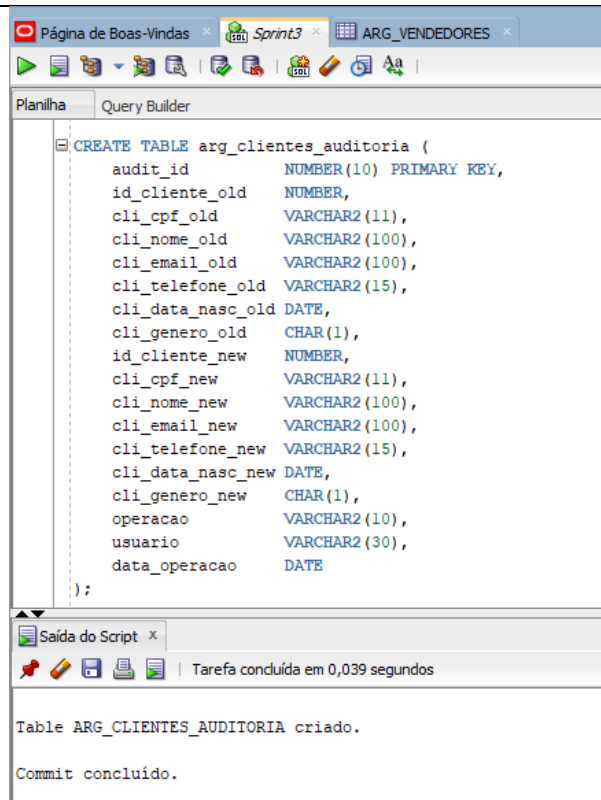 Página de Boas-Vindas Sprint3 ARG_VENDEDORES
SQL
Planilha Query Builder
CREATE TABLE arg_clientes_auditoria (
audit_id NUMBER(10) PRIMARY KEY,
id_cliente_old NUMBER,
cli_cpf_old VARCHAR2(11),
cli_nome_old VARCHAR2(100),
cli_email_old VARCHAR2(100),
cli_telefone_old VARCHAR2(15),
cli_data_nasc_old DATE,
cli_genero_old CHAR(1),
id_cliente_new NUMBER,
cli_cpf_new VARCHAR2(11),
cli_nome_new VARCHAR2(100),
cli_email_new VARCHAR2(100),
cli_telefone_new VARCHAR2(15),
cli_data_nasc_new DATE,
cli_genero_new CHAR(1),
operacao VARCHAR2(10),
usuario VARCHAR2(30),
data_operacao DATE
);
Saída do Script x
Tarefa concluída em 0,039 segundos
Table ARG_CLIENTES_AUDITORIA criado.
Commit concluído.